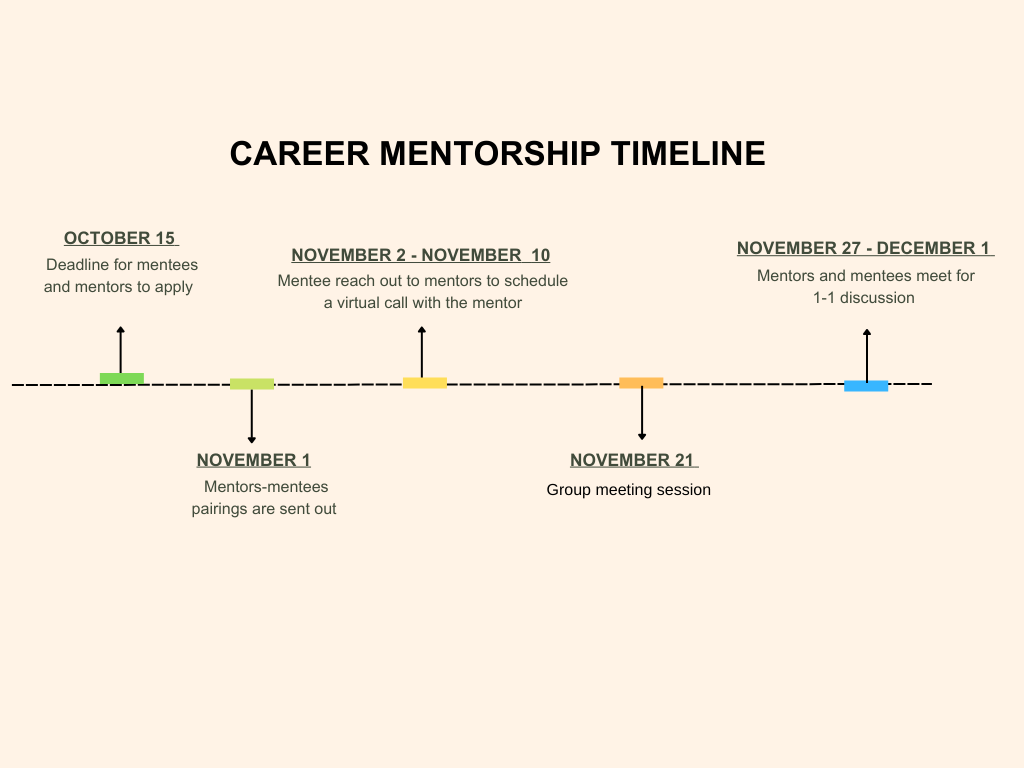 CAREER MENTORSHIP TIMELINE
OCTOBER 15
Deadline for mentees
and mentors to apply
NOVEMBER 1
Mentors-mentees
pairings are sent out
NOVEMBER 2 - NOVEMBER 10
Mentee reach out to mentors to schedule
a virtual call with the mentor
NOVEMBER 21
Group meeting session
NOVEMBER 27 - DECEMBER 1
Mentors and mentees meet for
1-1 discussion